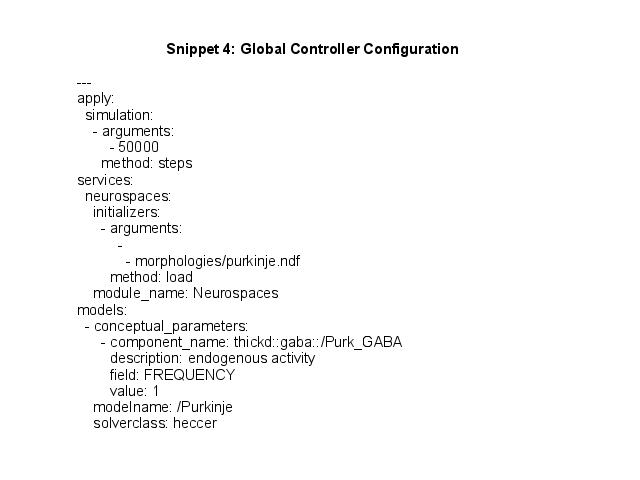 Snippet 4: Global Controller Configuration
---
apply:
simulation:
- arguments:
- 50000
method: steps
services:
neurospaces:
initializers:
- arguments:
-
- morphologies/purkinje.ndf
method: load
module_name: Neurospaces
models:
- conceptual_parameters:
- component_name: thickd::gaba::/Purk_GABA
description: endogenous activity
field: FREQUENCY
value: 1
modelname: /Purkinje
solverclass: heccer